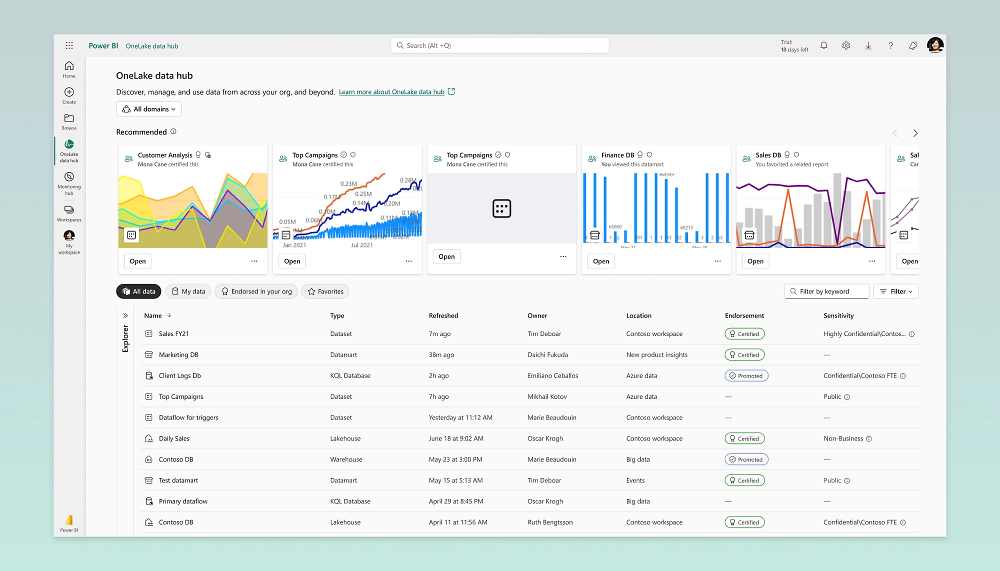 Power BI OneLake data hub
Search (Alt +Q)
Trial:
18 days left
Home
Create
Browse
OneLake
data hub
Monitoring
hub
Workspaces
My
workspace
Power BI
OneLake data hub
Discover, manage, and use data from across your org, and beyond. Learn more about OneLake data hub
All domains
Recommended
Customer Analysis
Mona Cane certified this
Open
Top Campaigns
Mona Cane certified this
0.23M
0.28M
0.17M
0.25M
0.14M
0.20M
0.10M
0.05M
0.06M
0.11M
Jan 2021
Jul 2021
Open
Top Campaigns
Mona Cane certified this
Open
Finance DB
You viewed this datamart
364949
65660
60215
Nov 21
Nov 28
Open
Sales DB
You favorited a related report
Open
Sal
Car
Open
All data
My data
Endorsed in your org
Favorites
Filter by keyword
Filter
Explorer
Name Type Refreshed Owner Location Endorsement Sensitivity
Sales FY21 Dataset 7m ago Tim Deboar Contoso workspace Certified Highly Confidential\Contos...
Marketing DB Datamart 38m ago Daichi Fukuda New product insights Certified —
Client Logs Db KQL Database 2h ago Emiliano Ceballos Azure data Promoted Confidential\Contoso FTE
Top Campaigns Dataset 7h ago Mikhail Kotov Azure data — Public
Dataflow for triggers Dataset Yesterday at 11:12 AM Marie Beaudouin Contoso workspace — —
Daily Sales Lakehouse June 18 at 9:02 AM Oscar Krogh Contoso workspace Certified Non-Business
Contoso DB Warehouse May 23 at 3:00 PM Marie Beaudouin Big data Promoted —
Test datamart Datamart May 15 at 5:13 AM Tim Deboar Events Certified Public
Primary dataflow KQL Database April 29 at 8:45 PM Oscar Krogh Big data — —
Contoso DB Lakehouse April 11 at 11:56 AM Ruth Bengtsson Contoso workspace Certified Confidential\Contoso FTE